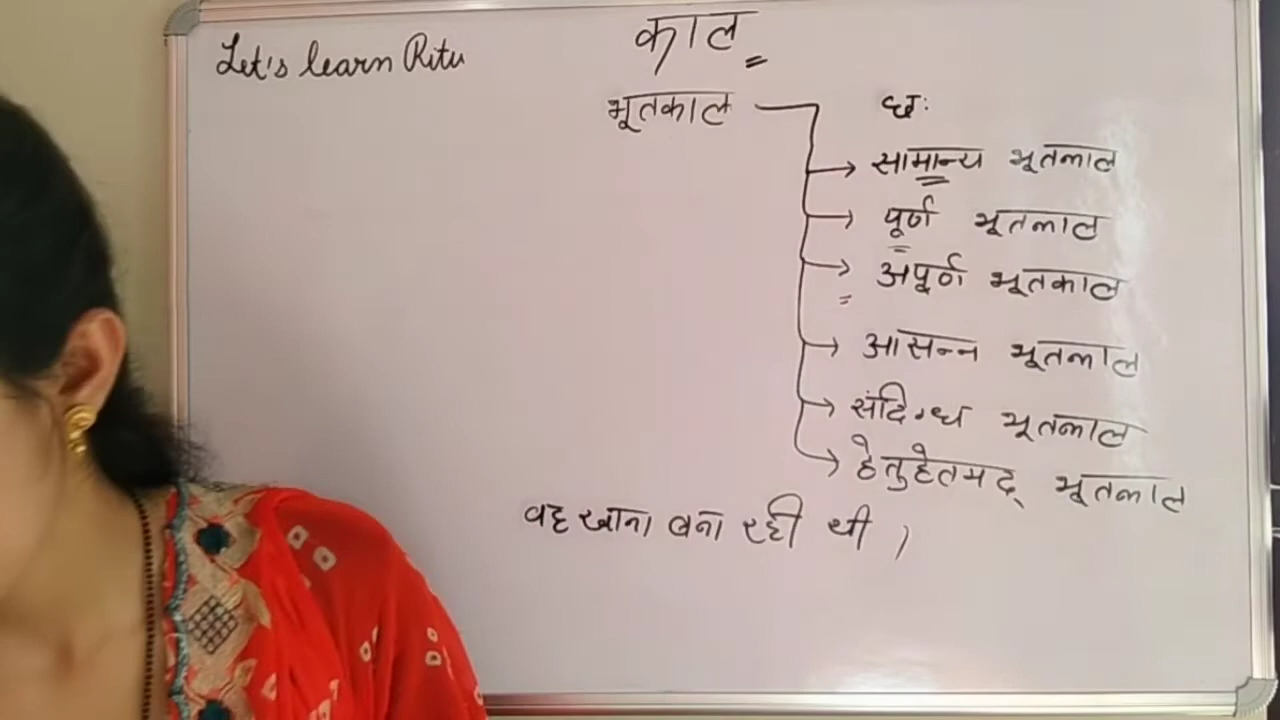 Let's learn Ritu
काल
भूतकाल
छः
सामान्य भूतकाल
पूर्ण भूतकाल
अपूर्ण भूतकाल
आसन्न भूतकाल
संदिग्ध भूतकाल
हेतुहेतमद् भूतकाल
वह खाना बना रही थी ।